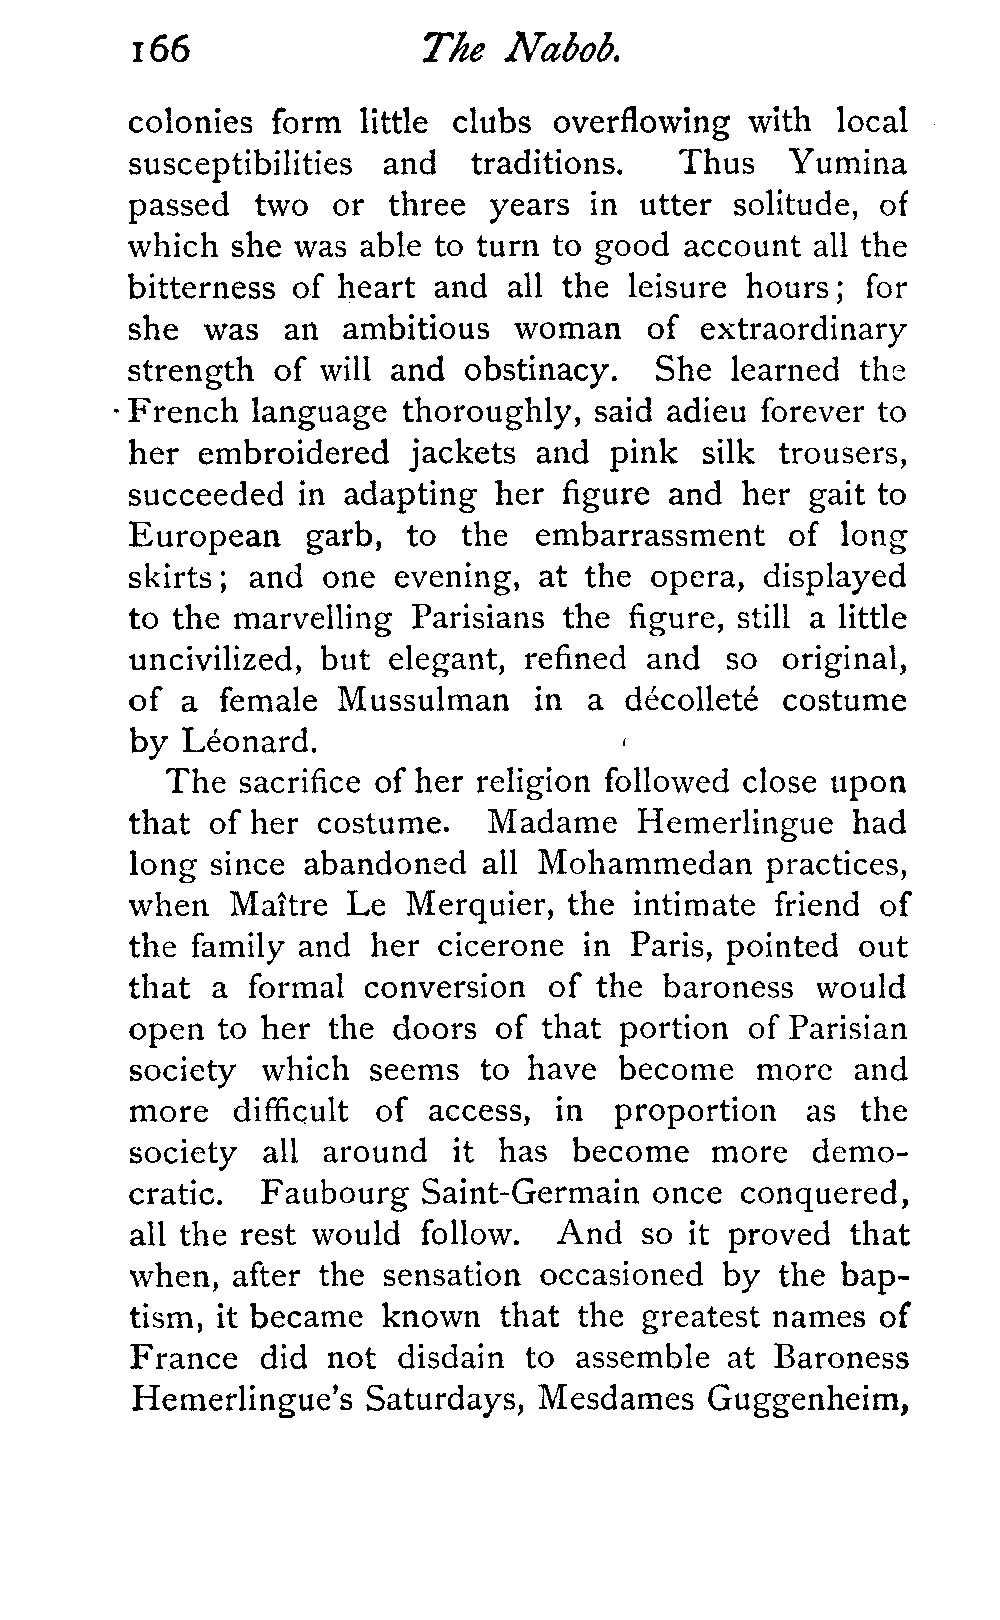 166 The Nabob.
colonies form little clubs overflowing with local
susceptibilities and traditions. Thus Yumina
passed two or three years in utter solitude, of
which she was able to turn to good account all the
bitterness of heart and all the leisure hours; for
she was an ambitious woman of extraordinary
strength of will and obstinacy. She learned the
French language thoroughly, said adieu forever to
her embroidered jackets and pink silk trousers,
succeeded in adapting her figure and her gait to
European garb, to the embarrassment of long
skirts; and one evening, at the opera, displayed
to the marvelling Parisians the figure, still a little
uncivilized, but elegant, refined and so original,
of a female Mussulman in a décolleté costume
by Léonard.
The sacrifice of her religion followed close upon
that of her costume. Madame Hemerlingue had
long since abandoned all Mohammedan practices,
when Maître Le Merquier, the intimate friend of
the family and her cicerone in Paris, pointed out
that a formal conversion of the baroness would
open to her the doors of that portion of Parisian
society which seems to have become more and
more difficult of access, in proportion as the
society all around it has become more demo-
cratic. Faubourg Saint-Germain once conquered,
all the rest would follow. And so it proved that
when, after the sensation occasioned by the bap-
tism, it became known that the greatest names of
France did not disdain to assemble at Baroness
Hemerlingue's Saturdays, Mesdames Guggenheim,